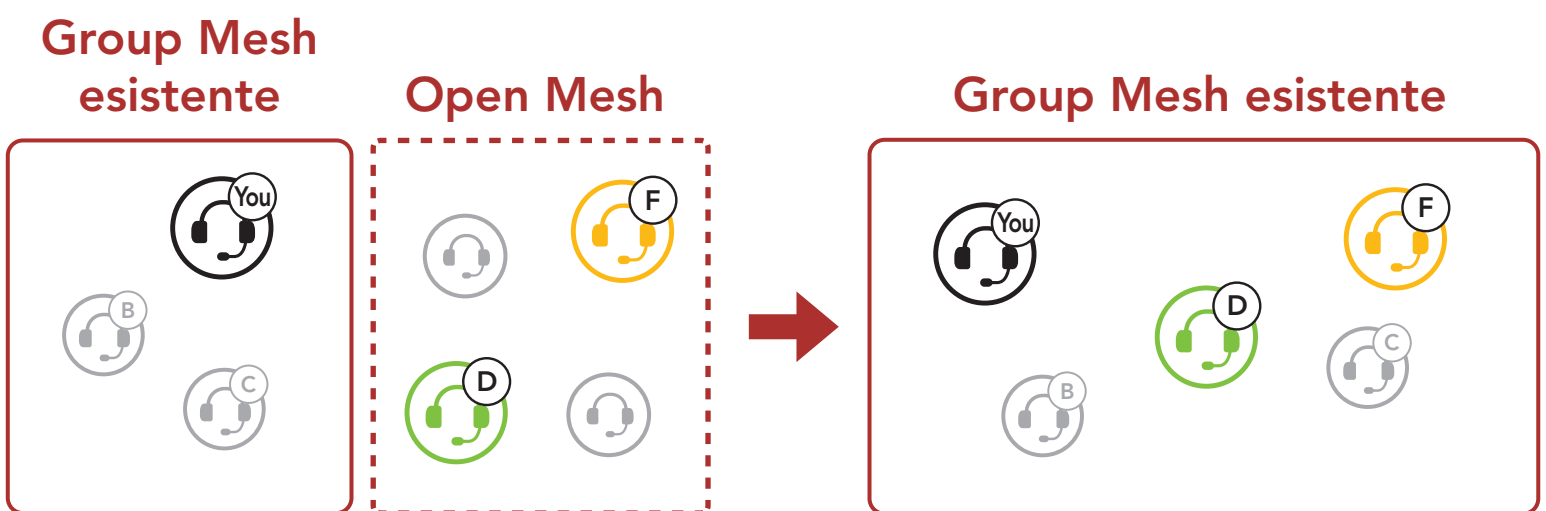 Group Mesh
esistente
Open Mesh
Group Mesh esistente
You
B
C
F
D
You
F
D
C
B